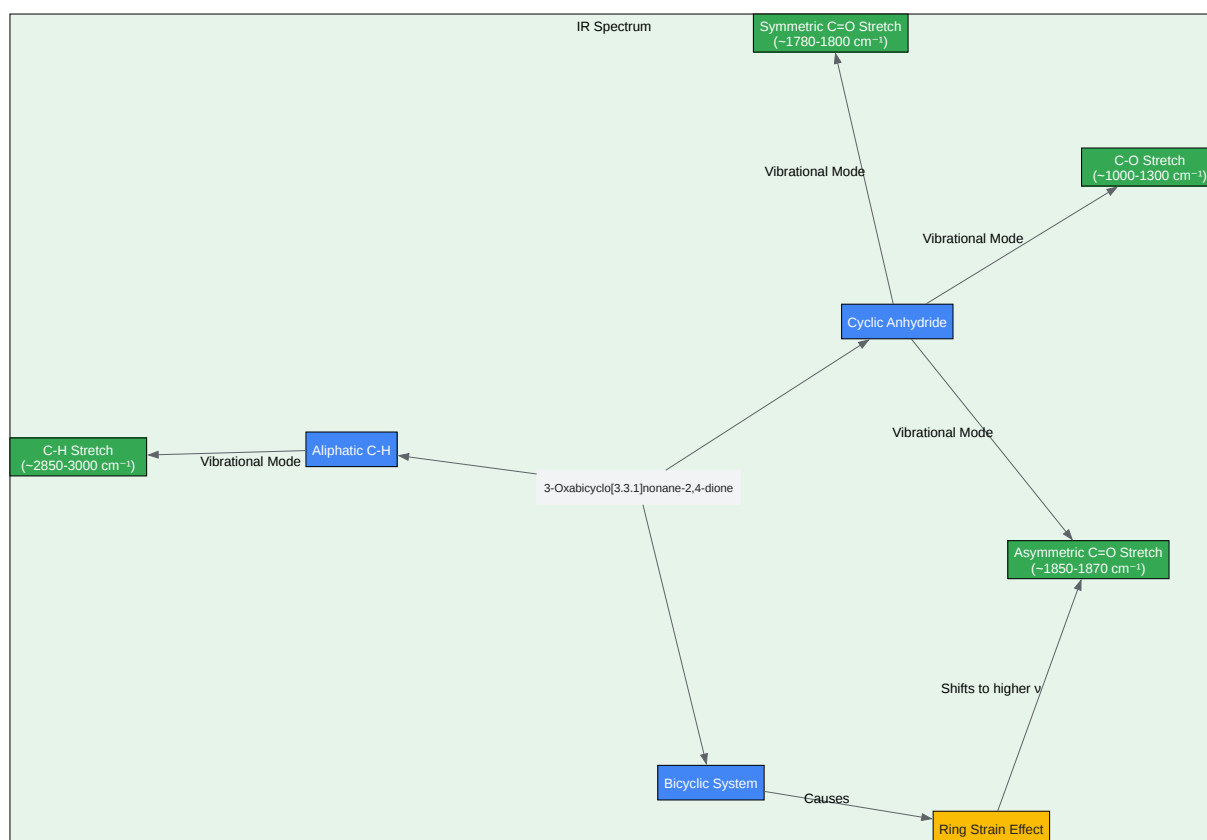 IR Spectrum
Symmetric C=O Stretch
(~1780-1800 cm⁻¹)
C-O Stretch
(~1000-1300 cm⁻¹)
Vibrational Mode
Vibrational Mode
Cyclic Anhydride
Vibrational Mode
C-H Stretch
(~2850-3000 cm⁻¹)
Vibrational Mode
Aliphatic C-H
3-Oxabicyclo[3.3.1]nonane-2,4-dione
Asymmetric C=O Stretch
(~1850-1870 cm⁻¹)
Shifts to higher ν
Bicyclic System
Causes
Ring Strain Effect